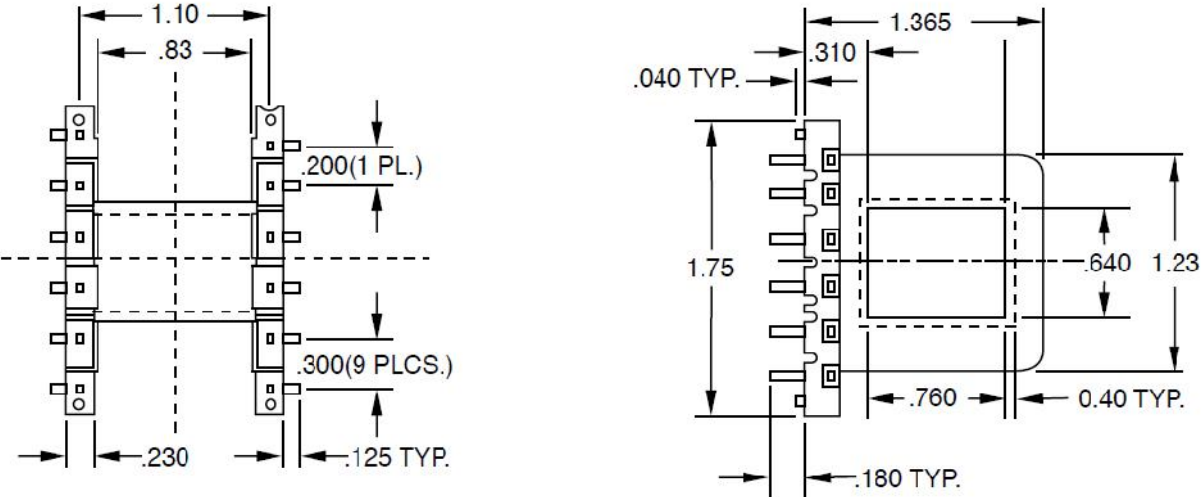 1.10
.83
.200(1 PL.)
.300(9 PLCS.)
.230
.125 TYP.
1.365
.310
.040 TYP.
1.75
.640
1.23
.760
0.40 TYP.
.180 TYP.